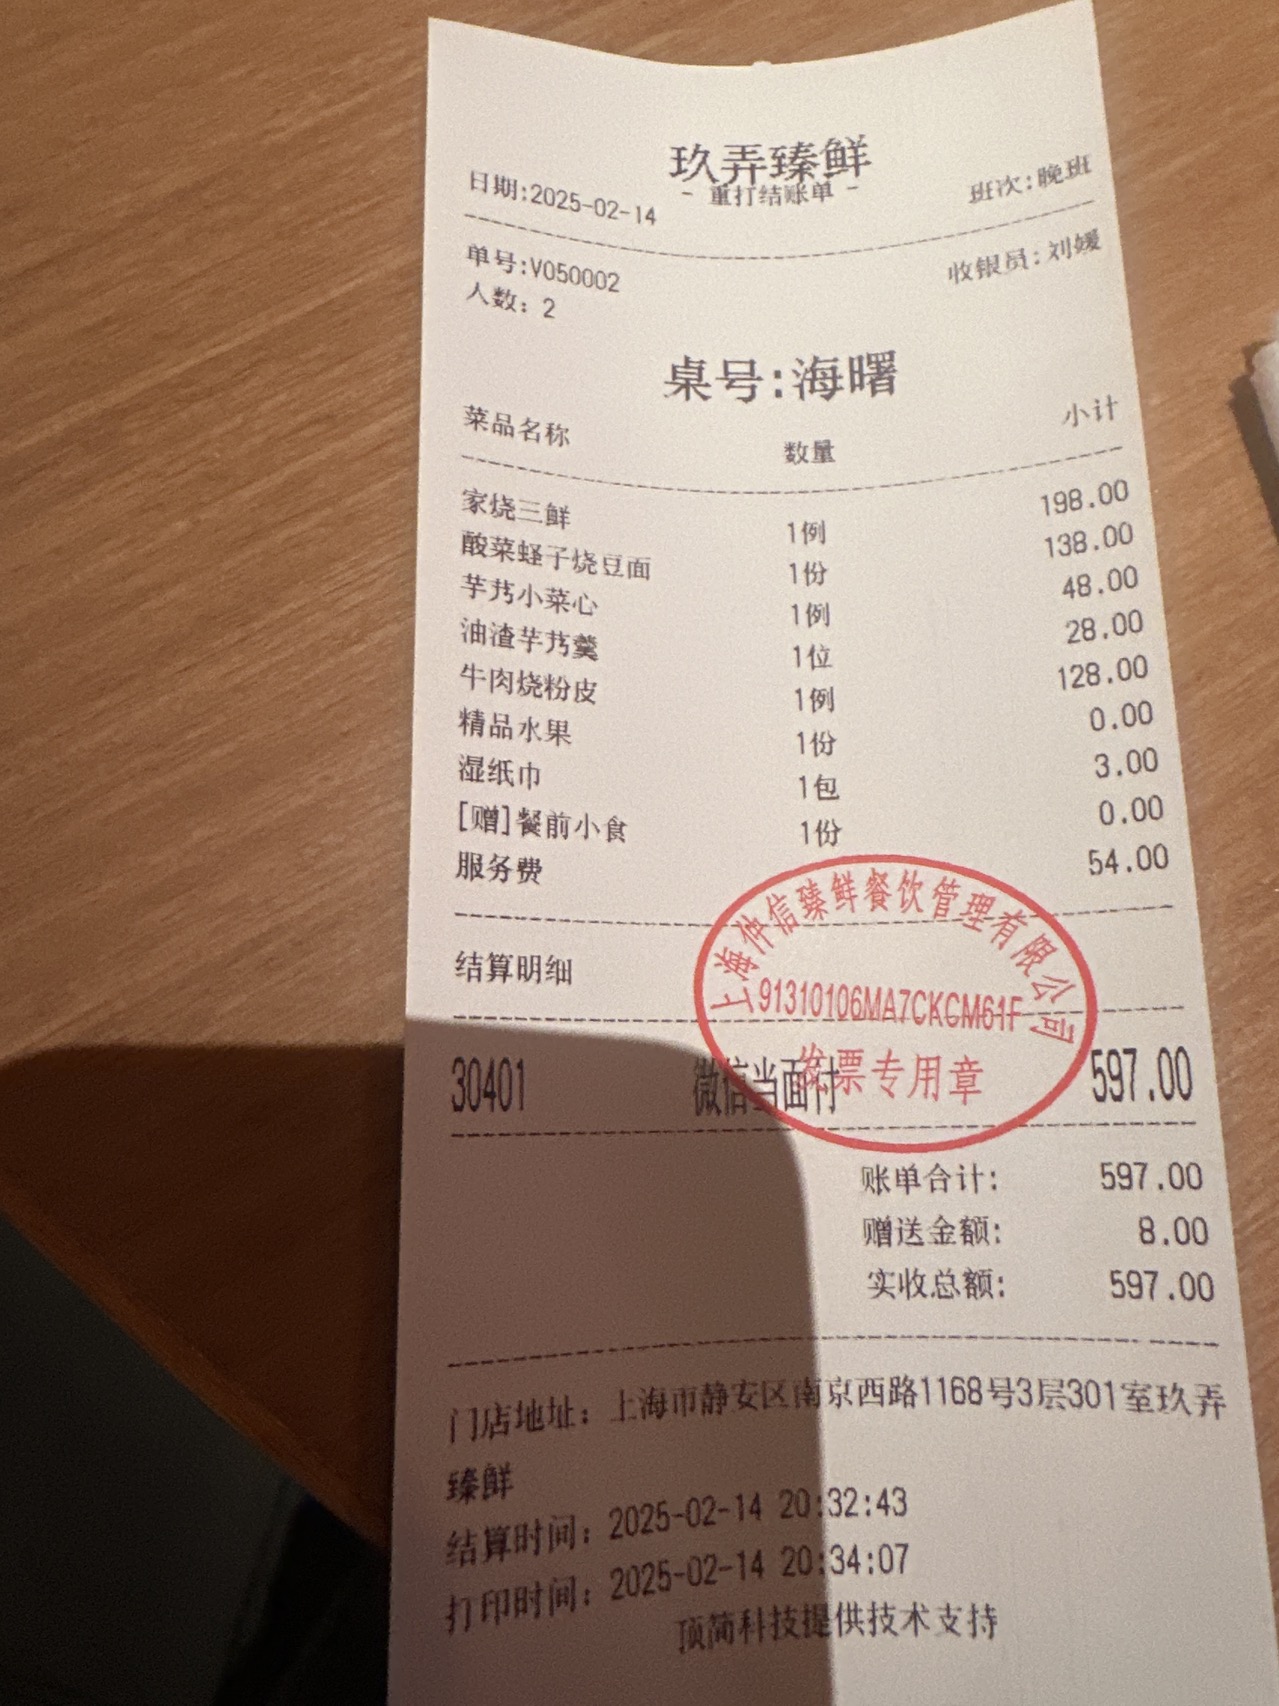 玖弄臻鲜
- 重打结账单 -
日期:2025-02-14 班次:晚班
单号:V050002 收银员:刘媛
人数: 2
桌号:海曙
菜品名称 数量 小计
家烧三鲜 1例 198.00
酸菜蛏子烧豆面 1份 138.00
芋艿小菜心 1例 48.00
油渣芋艿羹 1位 28.00
牛肉烧粉皮 1例 128.00
精品水果 1份 0.00
湿纸巾 1包 3.00
[赠]餐前小食 1份 0.00
服务费 54.00
上海仲信臻鲜餐饮管理有限公司
结算明细
91310106MA7CKGM61F
发票专用章
30401 微信当面付 597.00
账单合计: 597.00
赠送金额: 8.00
实收总额: 597.00
门店地址: 上海市静安区南京西路1168号3层301室玖弄
臻鲜
结算时间: 2025-02-14 20:32:43
打印时间: 2025-02-14 20:34:07
顶简科技提供技术支持